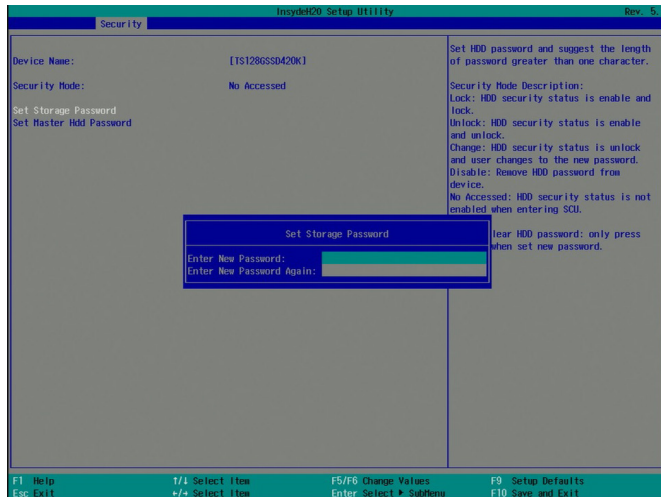 InsydeH20 Setup Utility Rev. 5.
Security
Device Name: [TS128GSSD420K]
Security Mode: No Accessed
Set Storage Password
Set Master Hdd Password
Set HDD password and suggest the length
of password greater than one character.
Security Mode Description:
Lock: HDD security status is enable and
lock.
Unlock: HDD security status is enable
and unlock.
Change: HDD security status is unlock
and user changes to the new password.
Disable: Remove HDD password from
device.
No Accessed: HDD security status is not
enabled when entering SCU.
lear HDD password: only press
when set new password.
Set Storage Password
Enter New Password:
Enter New Password Again:
F1 Help ↑/↓ Select Item F5/F6 Change Values F9 Setup Defaults
Esc Exit ←/→ Select Item Enter Select ▶ SubMenu F10 Save and Exit